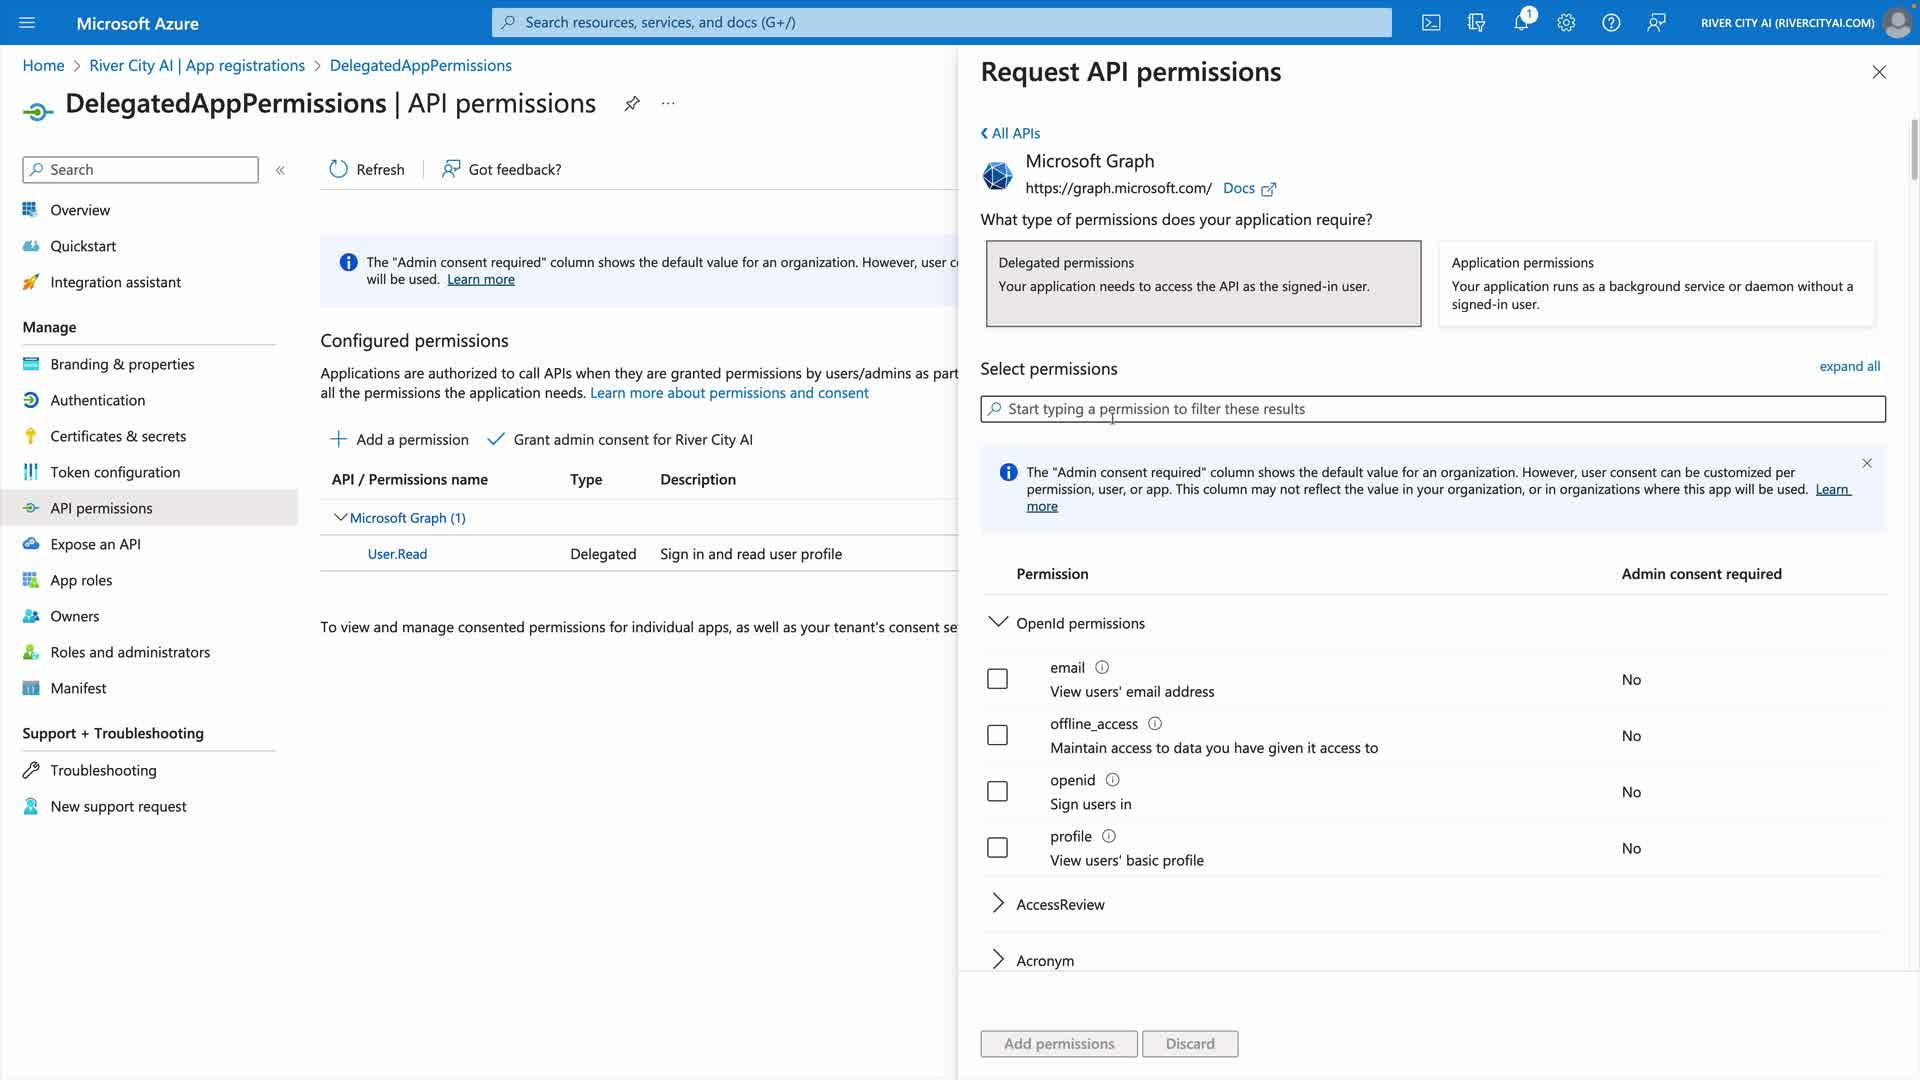 Microsoft Azure
Search resources, services, and docs (G+/)
1
RIVER CITY AI (RIVERCITYAI.COM)
Home > River City AI | App registrations > DelegatedAppPermissions
DelegatedAppPermissions | API permissions
Search
Overview
Quickstart
Integration assistant
Manage
Branding & properties
Authentication
Certificates & secrets
Token configuration
API permissions
Expose an API
App roles
Owners
Roles and administrators
Manifest
Support + Troubleshooting
Troubleshooting
New support request
Refresh
Got feedback?
The "Admin consent required" column shows the default value for an organization. However, user c
will be used. Learn more
Configured permissions
Applications are authorized to call APIs when they are granted permissions by users/admins as part
all the permissions the application needs. Learn more about permissions and consent
Add a permission
Grant admin consent for River City AI
API / Permissions name Type Description
Microsoft Graph (1)
User.Read Delegated Sign in and read user profile
To view and manage consented permissions for individual apps, as well as your tenant's consent se
Request API permissions
All APIs
Microsoft Graph
https://graph.microsoft.com/ Docs
What type of permissions does your application require?
Delegated permissions
Your application needs to access the API as the signed-in user.
Application permissions
Your application runs as a background service or daemon without a
signed-in user.
Select permissions
expand all
Start typing a permission to filter these results
The "Admin consent required" column shows the default value for an organization. However, user consent can be customized per
permission, user, or app. This column may not reflect the value in your organization, or in organizations where this app will be used. Learn
more
Permission Admin consent required
OpenId permissions
email
View users' email address
No
offline_access
Maintain access to data you have given it access to
No
openid
Sign users in
No
profile
View users' basic profile
No
AccessReview
Acronym
Add permissions
Discard